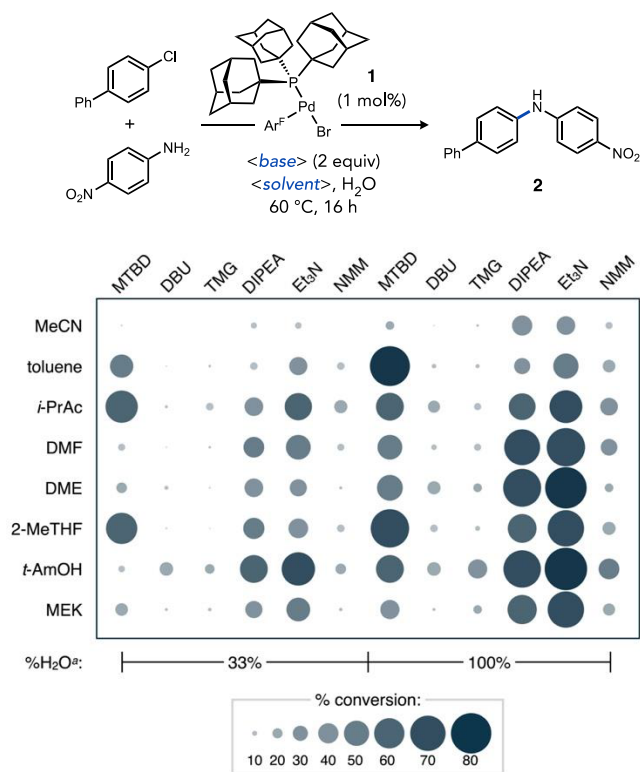 Cl
Ph
+
NH₂
O₂N
P
1
Pd
(1 mol%)
Arᶠ
Br
<base> (2 equiv)
<solvent>, H₂O
60 °C, 16 h
H
N
Ph
NO₂
2
MTBD DBU TMG DIPEA Et₃N NMM MTBD DBU TMG DIPEA Et₃N NMM
MeCN
toluene
i-PrAc
DMF
DME
2-MeTHF
t-AmOH
MEK
%H₂Oᵃ: 33% 100%
% conversion:
10 20 30 40 50 60 70 80